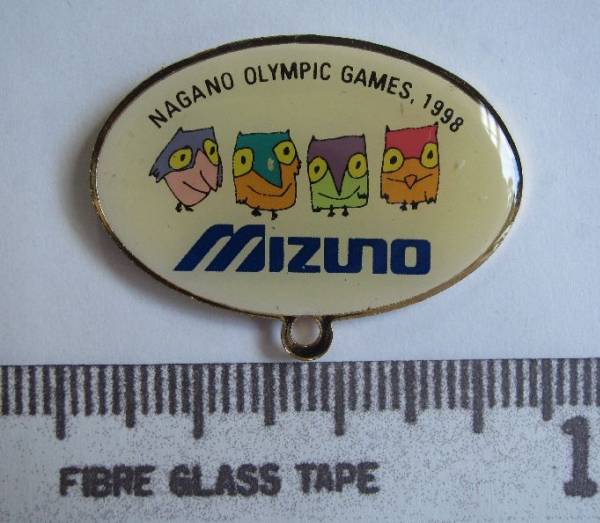 NAGANO OLYMPIC GAMES, 1998
MIZUNO
FIBRE GLASS TAPE
1